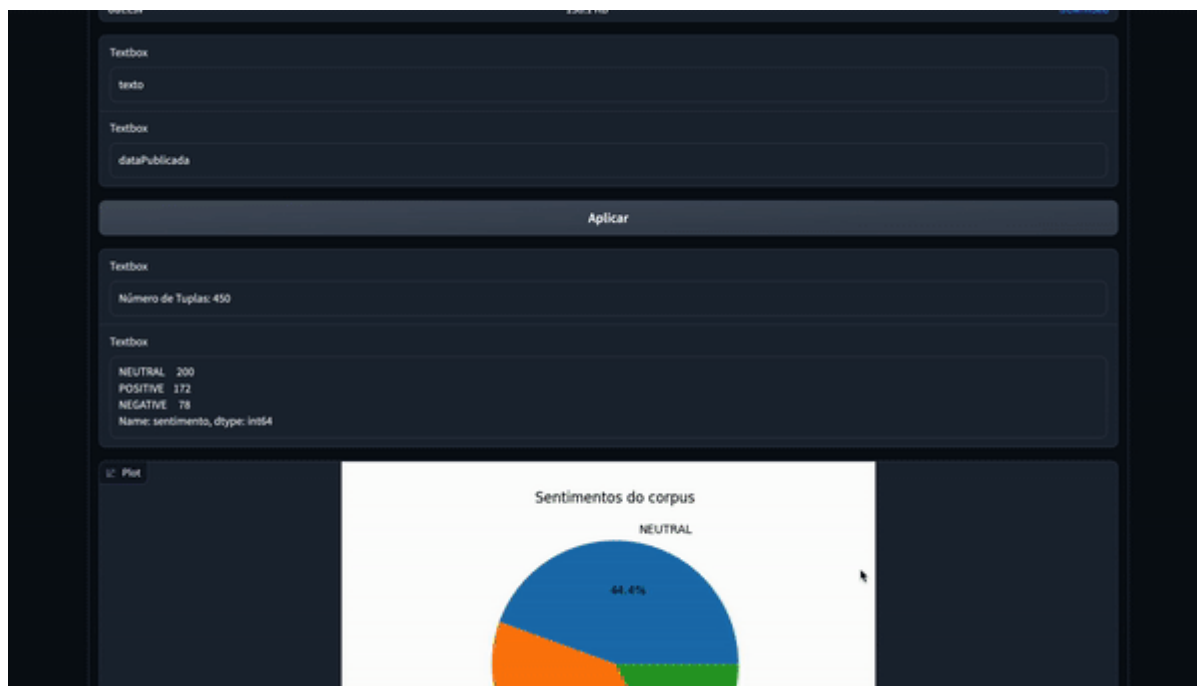 Textbox
texto
Textbox
dataPublicada
Aplicar
Textbox
Número de Tuplas: 450
Textbox
NEUTRAL 200
POSITIVE 172
NEGATIVE 78
Name: sentimento, dtype: int64
Plot
Sentimentos do corpus
NEUTRAL
44.4%